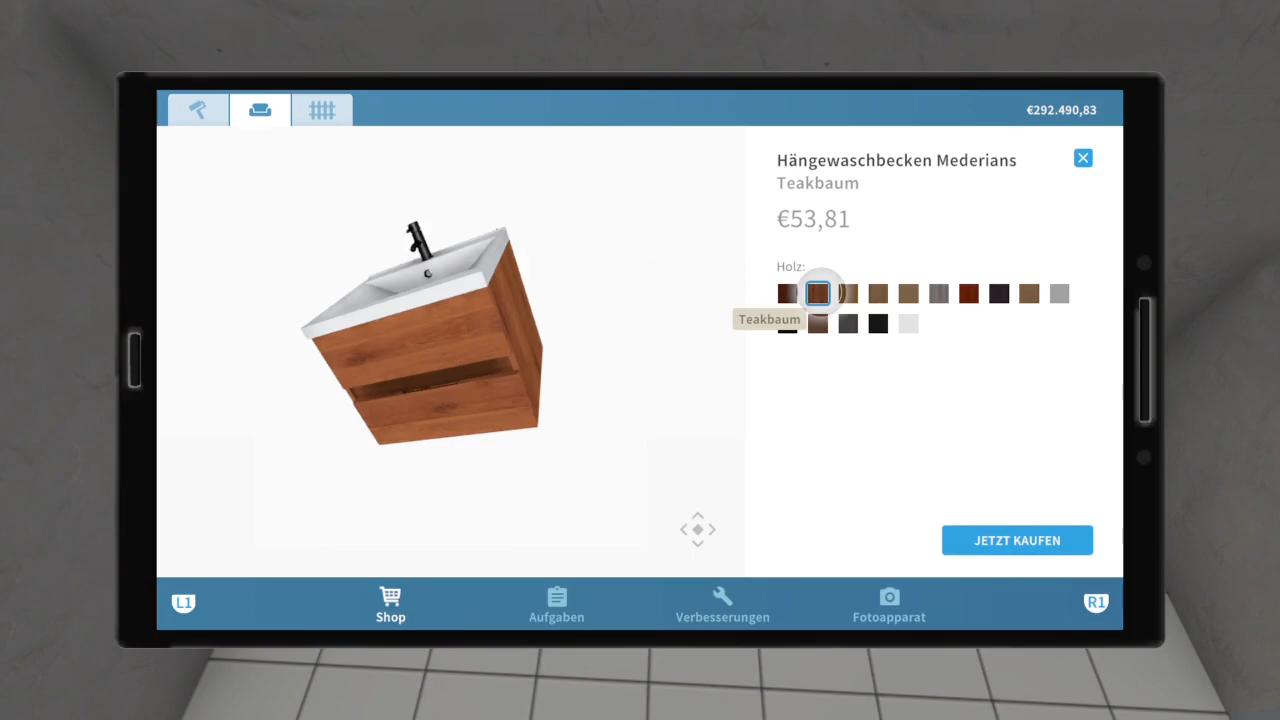 €292.490,83
Hängewaschbecken Mederians
Teakbaum
€53,81
Holz:
Teakbaum
JETZT KAUFEN
L1
Shop
Aufgaben
Verbesserungen
Fotoapparat
R1